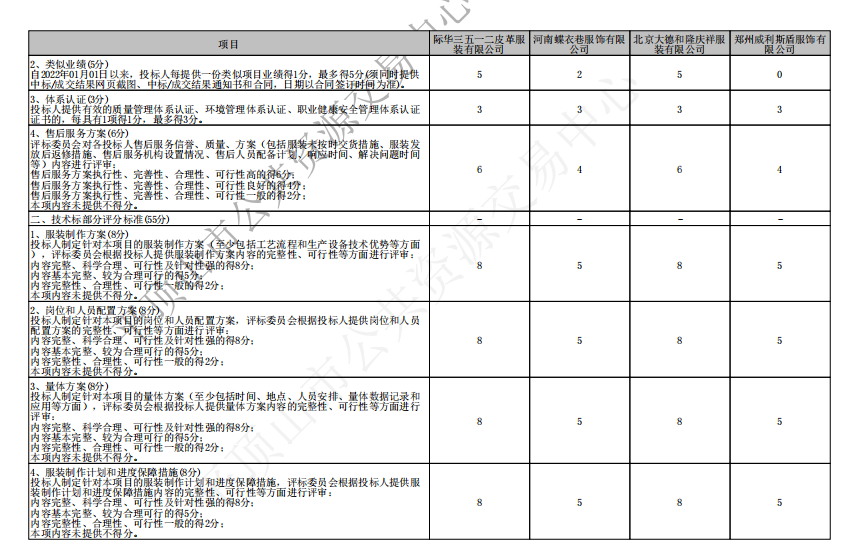 项目
际华三五一二皮革服
装有限公司
河南蝶衣巷服饰有限
公司
北京大德和隆庆祥服
装有限公司
郑州威利斯盾服饰有
限公司
2、类似业绩(5分)
自2022年01月01日以来，投标人每提供一份类似项目业绩得1分，最多得5分(须同时提供
中标/成交结果网页截图、中标/成交结果通知书和合同，日期以合同签订时间为准)。
5
2
5
0
3、体系认证(3分)
投标人提供有效的质量管理体系认证、环境管理体系认证、职业健康安全管理体系认证
证书的，每具有1项得1分，最多得3分。
3
3
3
3
4、售后服务方案(6分)
评标委员会对各投标人售后服务信誉、质量、方案（包括服装未按时交货措施、服装发
放后返修措施、售后服务机构设置情况、售后人员配备计划、响应时间、解决问题时间
等）内容进行评审：
售后服务方案执行性、完善性、合理性、可行性高的得6分；
售后服务方案执行性、完善性、合理性、可行性良好的得4分；
售后服务方案执行性、完善性、合理性、可行性一般的得2分；
本项内容未提供不得分。
6
4
6
4
二、技术标部分评分标准(55分)
-
-
-
-
1、服装制作方案(8分)
投标人制定针对本项目的服装制作方案（至少包括工艺流程和生产设备技术优势等方面
），评标委员会根据投标人提供服装制作方案内容的完整性、可行性等方面进行评审：
内容完整、科学合理、可行性及针对性强的得8分；
内容基本完整、较为合理可行的得5分；
内容完整性、合理性、可行性一般的得2分；
本项内容未提供不得分。
8
5
8
5
2、岗位和人员配置方案(8分)
投标人制定针对本项目的岗位和人员配置方案，评标委员会根据投标人提供岗位和人员
配置方案的完整性、可行性等方面进行评审：
内容完整、科学合理、可行性及针对性强的得8分；
内容基本完整、较为合理可行的得5分；
内容完整性、合理性、可行性一般的得2分；
本项内容未提供不得分。
8
5
8
5
3、量体方案(8分)
投标人制定针对本项目的量体方案（至少包括时间、地点、人员安排、量体数据记录和
应用等方面），评标委员会根据投标人提供量体方案内容的完整性、可行性等方面进行
评审：
内容完整、科学合理、可行性及针对性强的得8分；
内容基本完整、较为合理可行的得5分；
内容完整性、合理性、可行性一般的得2分；
本项内容未提供不得分。
8
5
8
5
4、服装制作计划和进度保障措施(8分)
投标人制定针对本项目的服装制作计划和进度保障措施，评标委员会根据投标人提供服
装制作计划和进度保障措施内容的完整性、可行性等方面进行评审：
内容完整、科学合理、可行性及针对性强的得8分；
内容基本完整、较为合理可行的得5分；
内容完整性、合理性、可行性一般的得2分；
本项内容未提供不得分。
8
5
8
5
顶山市公共资源交易中心
顶山市公共资源交易中心